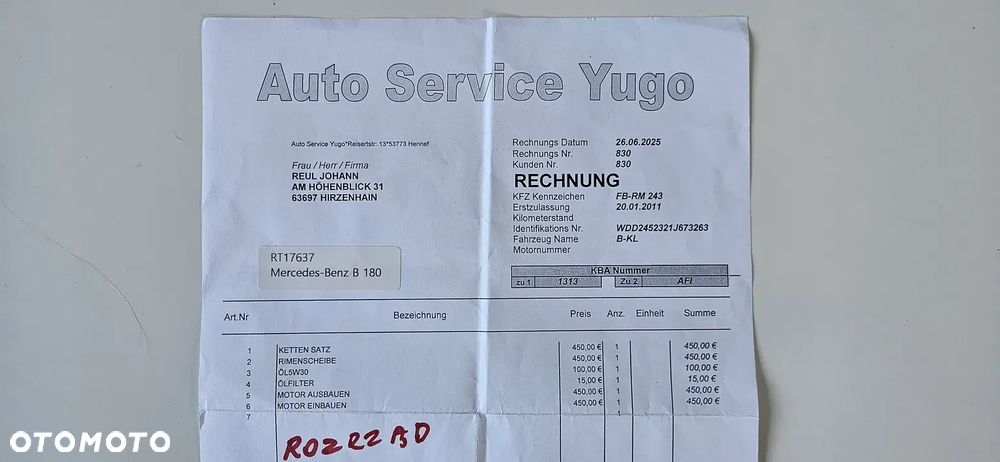 Auto Service Yugo
Auto Service Yugo*Reisertstr: 13*53773 Hennef
Frau / Herr / Firma
REUL JOHANN
AM HÖHENBLICK 31
63697 HIRZENHAIN
Rechnungs Datum 26.06.2025
Rechnungs Nr. 830
Kunden Nr. 830
RECHNUNG
KFZ Kennzeichen FB-RM 243
Erstzulassung 20.01.2011
Kilometerstand
Identifikations Nr. WDD2452321J673263
Fahrzeug Name B-KL
Motornummer
RT17637
Mercedes-Benz B 180
KBA Nummer
zu 1 1313 Zu 2 AFI
Art.Nr Bezeichnung Preis Anz. Einheit Summe
1 KETTEN SATZ 450,00 € 1 450,00 €
2 RIMENSCHEIBE 450,00 € 1 450,00 €
3 ÖL5W30 100,00 € 1 100,00 €
4 ÖLFILTER 15,00 € 1 15,00 €
5 MOTOR AUSBAUEN 450,00 € 1 450,00 €
6 MOTOR EINBAUEN 450,00 € 1 450,00 €
7 1
ROZRZĄD
OTOMOTO